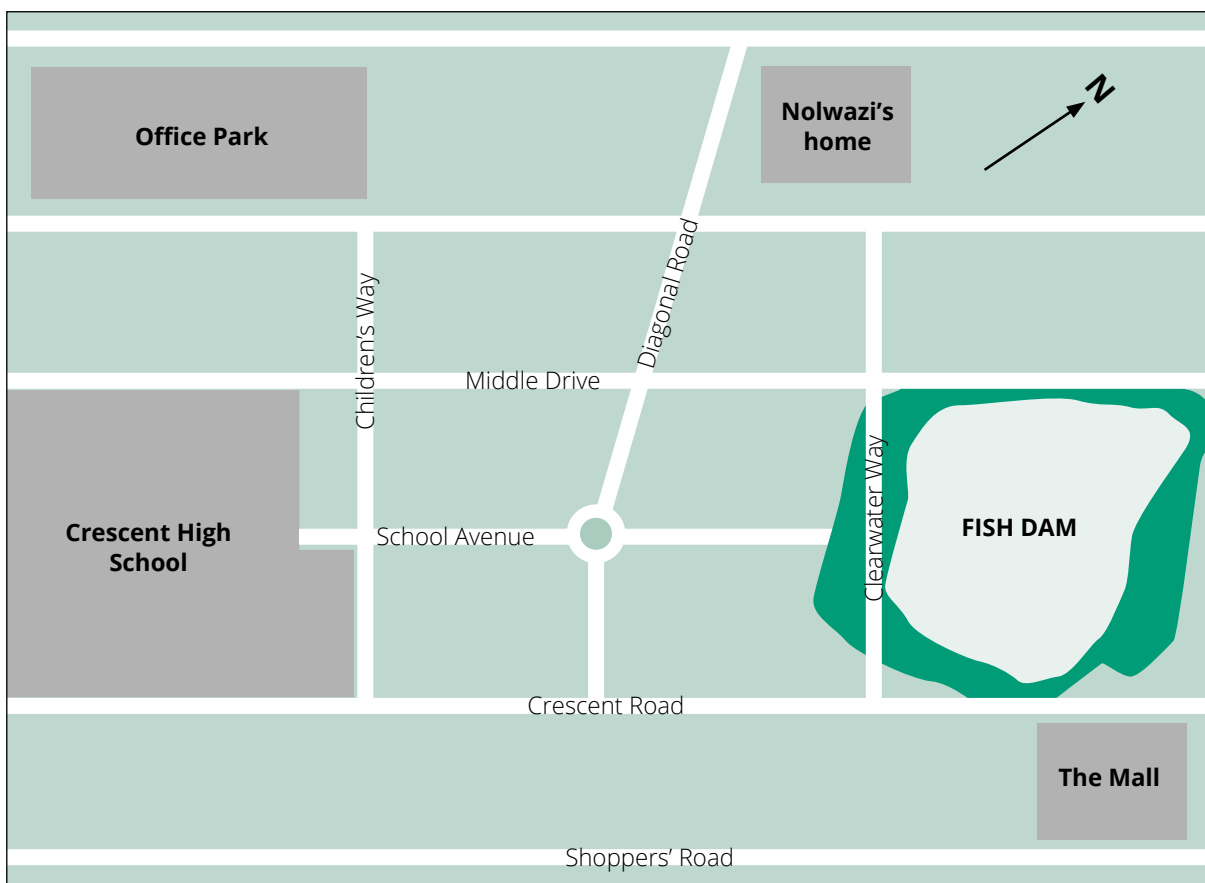 N
Office Park
Nolwazi's
home
Diagonal Road
Children's Way
Middle Drive
Crescent High
School
School Avenue
Clearwater Way
FISH DAM
Crescent Road
The Mall
Shoppers' Road